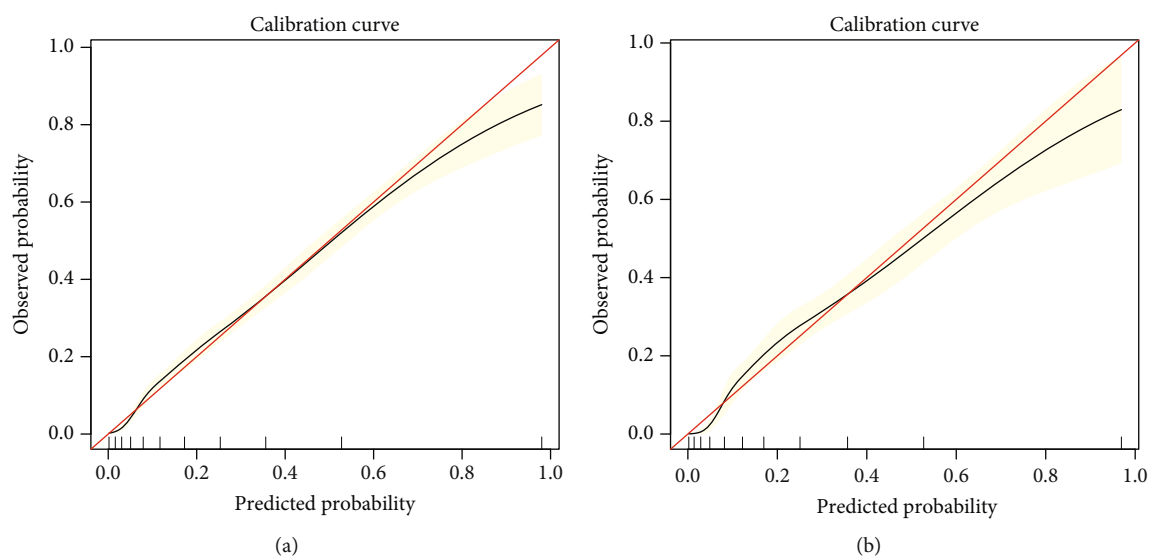 Calibration curve
1.0
0.8
0.6
0.4
0.2
0.0
Observed probability
0.0 0.2 0.4 0.6 0.8 1.0
Predicted probability
(a)
Calibration curve
1.0
0.8
0.6
0.4
0.2
0.0
Observed probability
0.0 0.2 0.4 0.6 0.8 1.0
Predicted probability
(b)